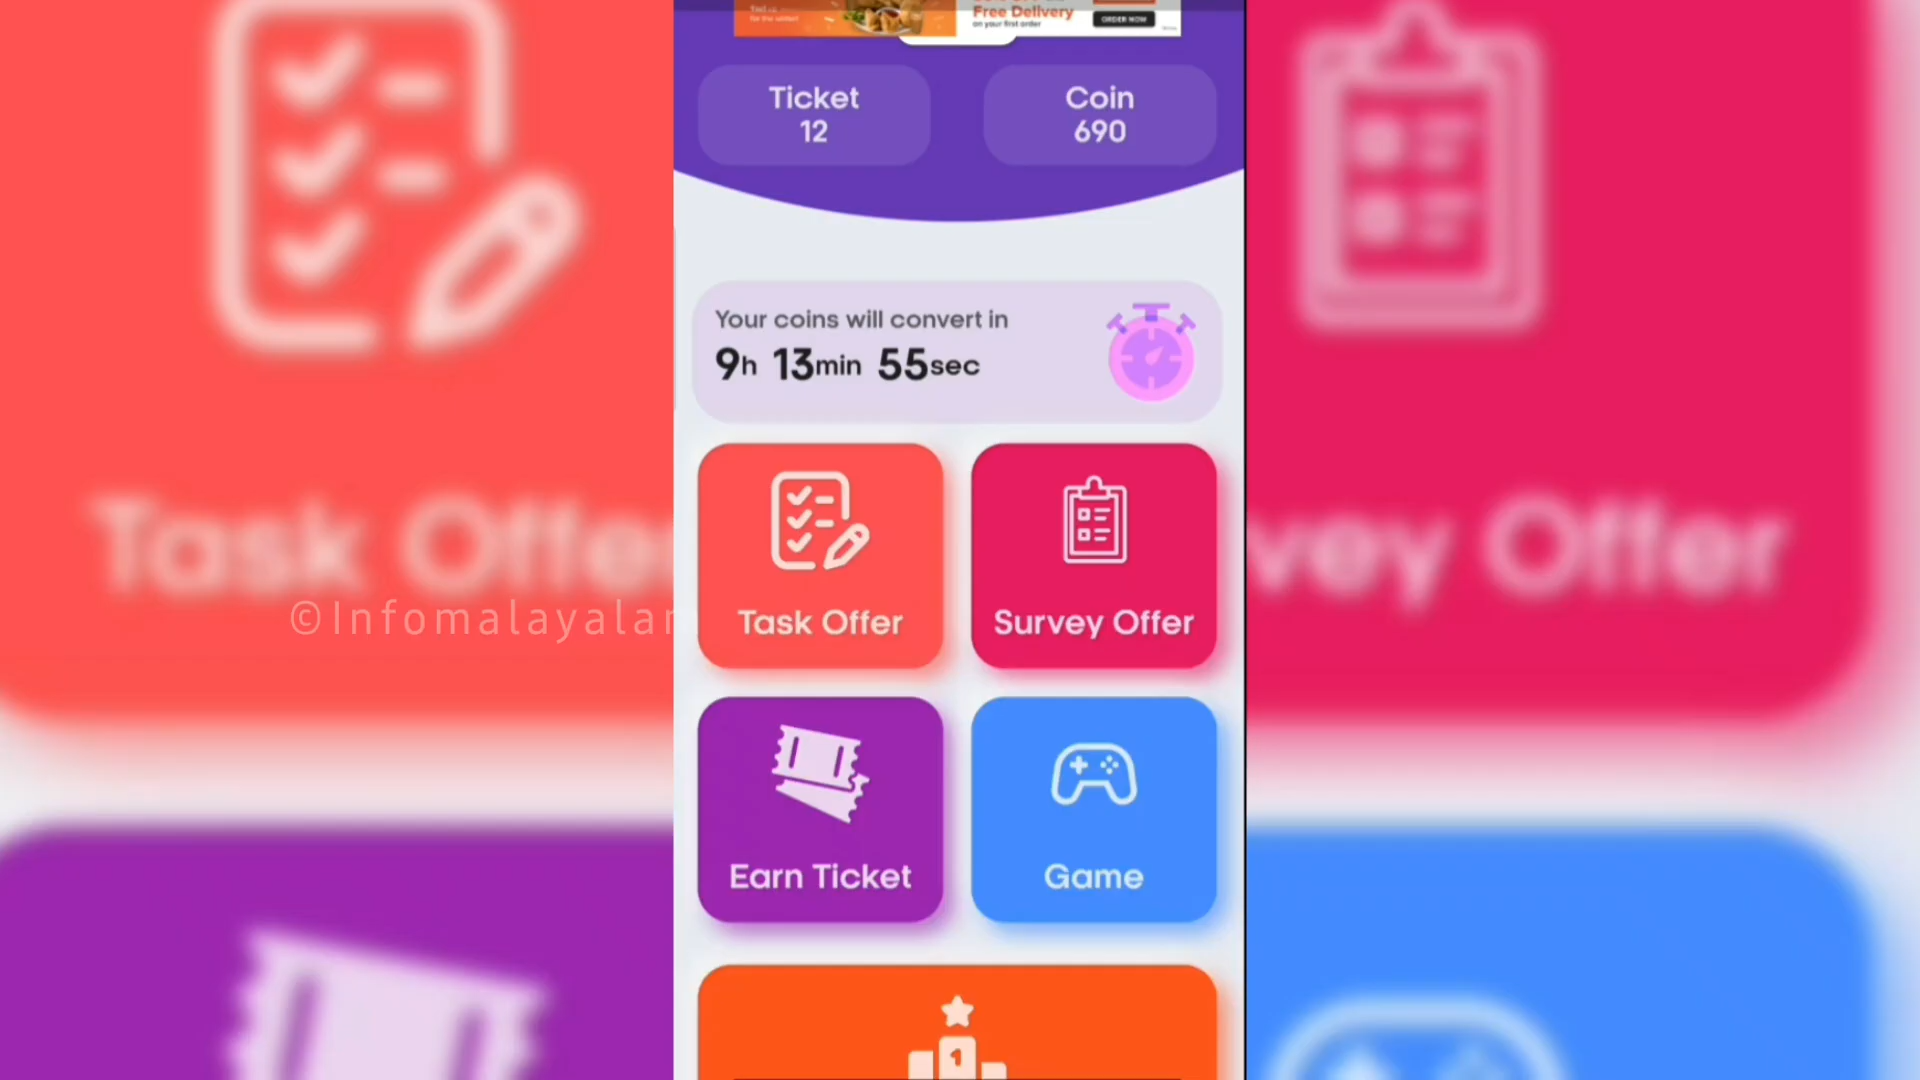 Free Delivery
on your first order
ORDER NOW
Ticket
12
Coin
690
Your coins will convert in
9h 13min 55sec
Task Offer
Survey Offer
Task Offer
vey Offer
©Infomalayalam
Earn Ticket
Game
1